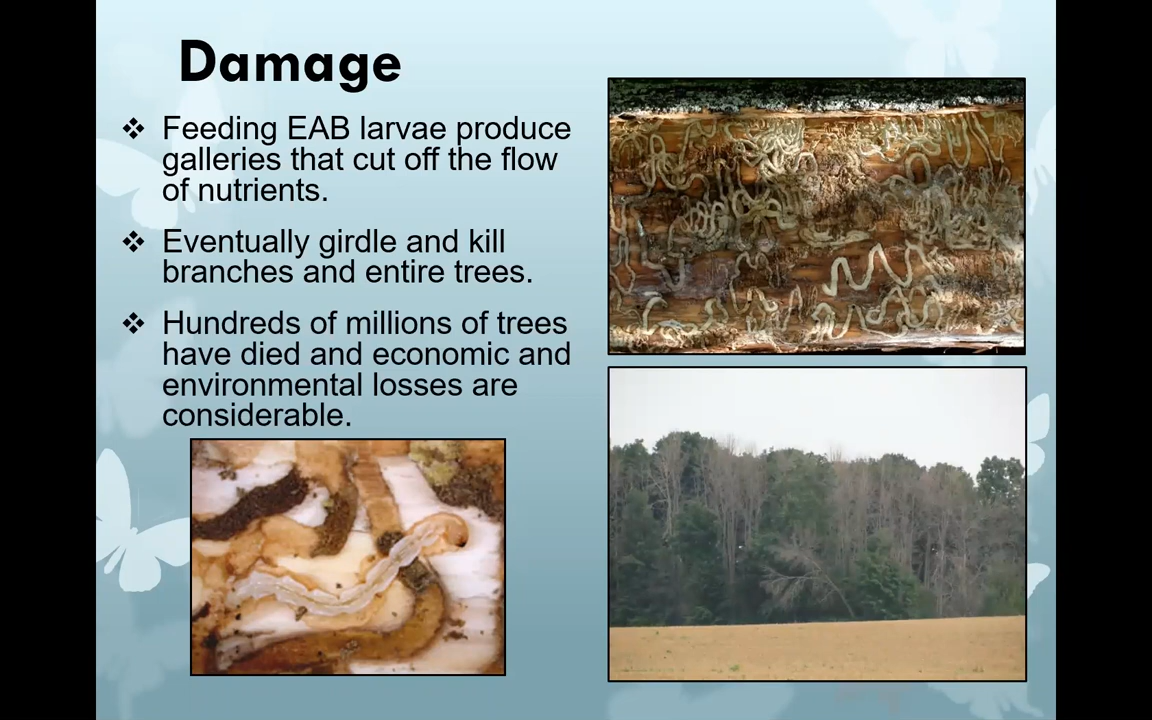 Damage
❖ Feeding EAB larvae produce
galleries that cut off the flow
of nutrients.
❖ Eventually girdle and kill
branches and entire trees.
❖ Hundreds of millions of trees
have died and economic and
environmental losses are
considerable.